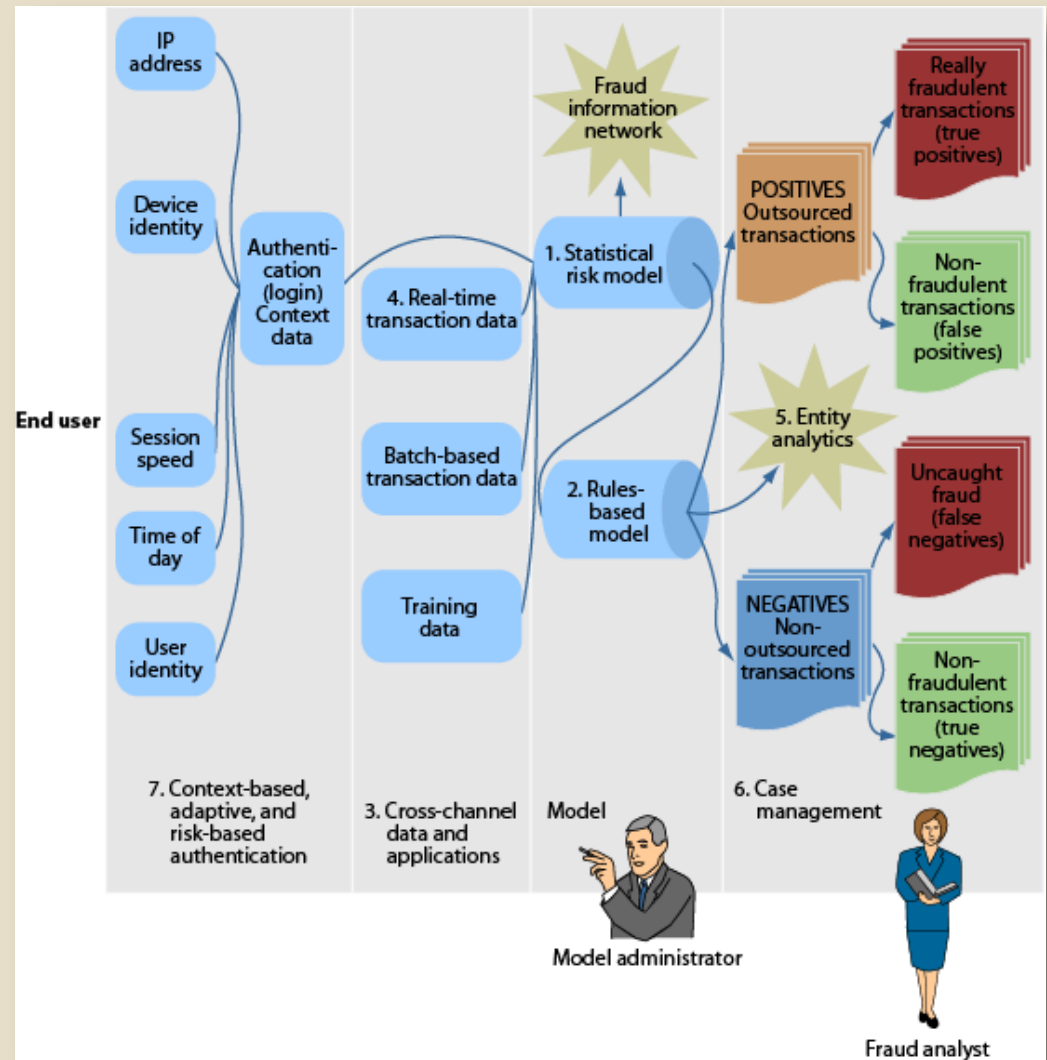 End user
IP
address
Device
identity
Session
speed
Time of
day
User
identity
Authenti-
cation
(login)
Context
data
7. Context-based,
adaptive, and
risk-based
authentication
4. Real-time
transaction data
Batch-based
transaction data
Training
data
3. Cross-channel
data and
applications
Fraud
information
network
1. Statistical
risk model
2. Rules-
based
model
Model
Model administrator
POSITIVES
Outsourced
transactions
5. Entity
analytics
NEGATIVES
Non-
outsourced
transactions
6. Case
management
Really
fraudulent
transactions
(true
positives)
Non-
fraudulent
transactions
(false
positives)
Uncaught
fraud
(false
negatives)
Non-
fraudulent
transactions
(true
negatives)
Fraud analyst